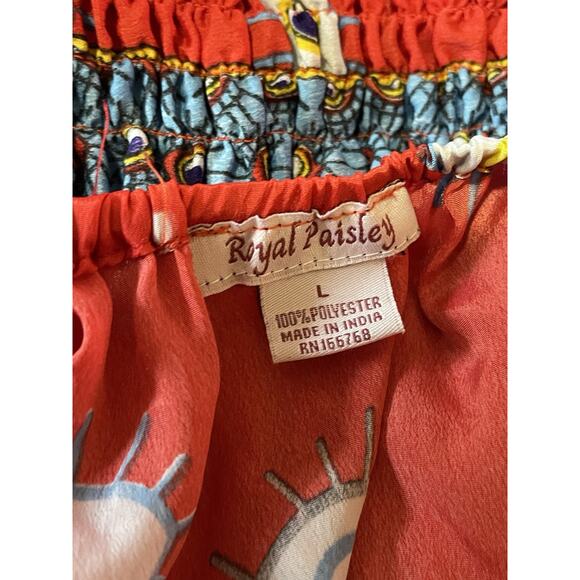 Royal Paisley
L
100% POLYESTER
MADE IN INDIA
RN166768